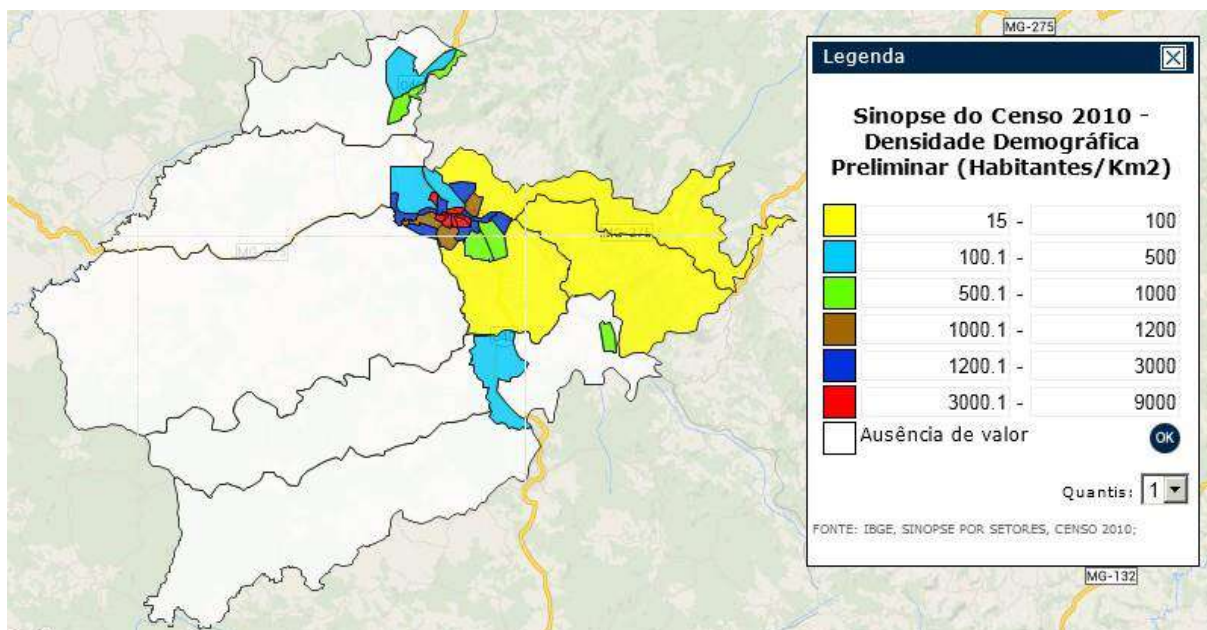 MG-275
Legenda
Sinopse do Censo 2010 -
Densidade Demográfica
Preliminar (Habitantes/Km2)
15 - 100
100.1 - 500
500.1 - 1000
1000.1 - 1200
1200.1 - 3000
3000.1 - 9000
Ausência de valor OK
Quantis: 1
FONTE: IBGE, SINOPSE POR SETORES, CENSO 2010;
MG-132
MG-275